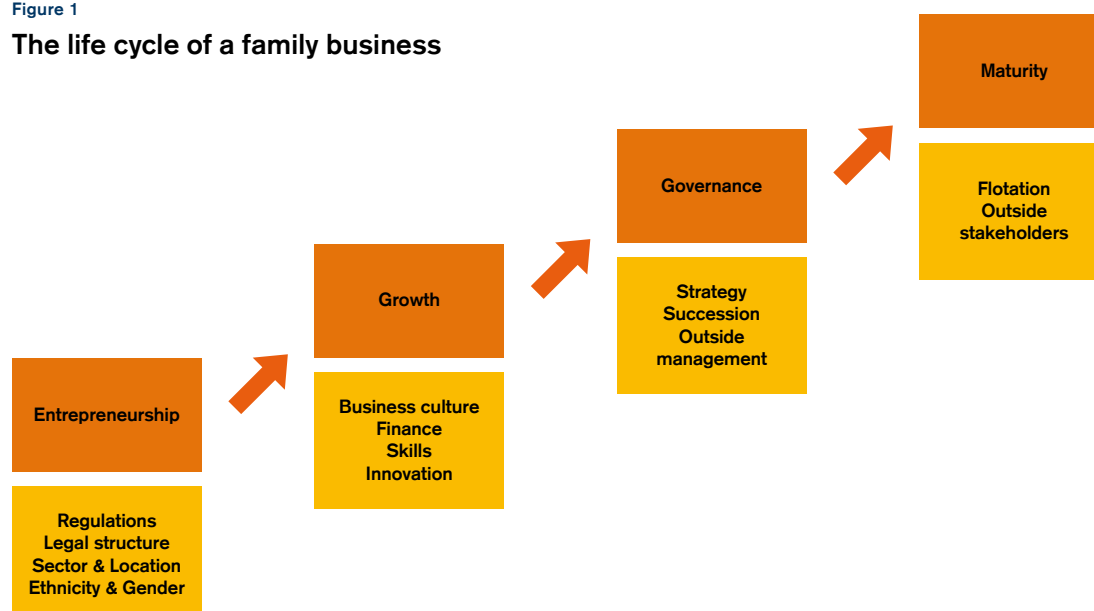 Figure 1
The life cycle of a family business
Entrepreneurship
Regulations
Legal structure
Sector & Location
Ethnicity & Gender
Growth
Business culture
Finance
Skills
Innovation
Governance
Strategy
Succession
Outside
management
Maturity
Flotation
Outside
stakeholders